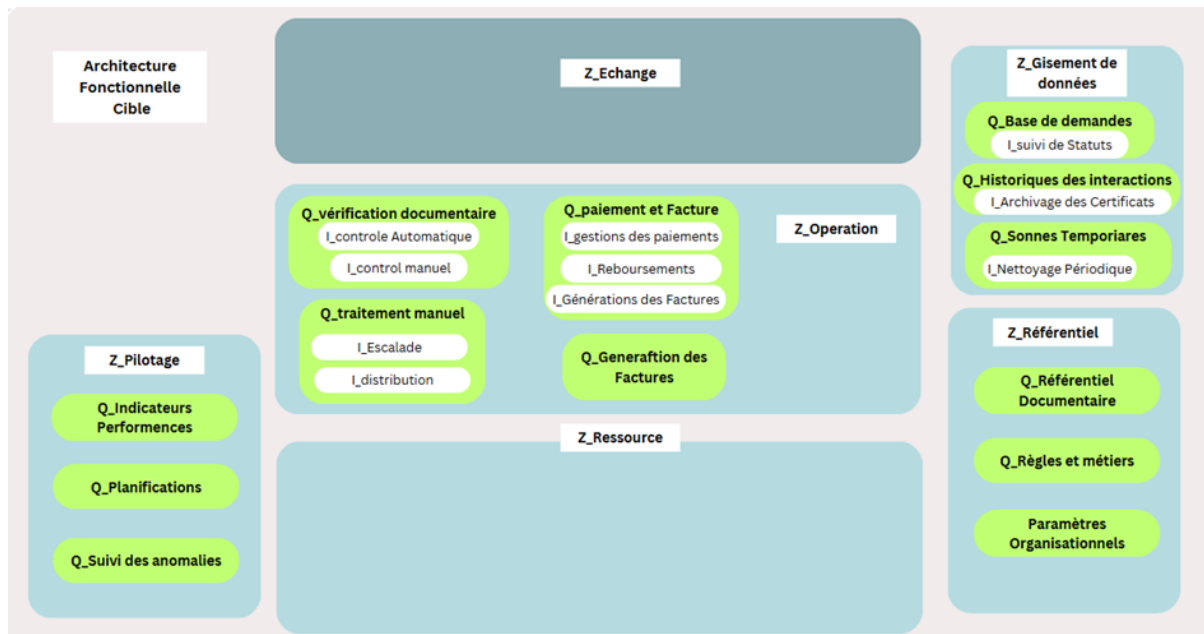 Architecture
Fonctionnelle
Cible
Z_Echange
Z_Gisement de
données
Q_Base de demandes
I_suivi de Statuts
Q_Historiques des interactions
I_Archivage des Certificats
Q_Sonnes Temporiares
I_Nettoyage Périodique
Q_vérification documentaire
I_controle Automatique
I_control manuel
Q_paiement et Facture
I_gestions des paiements
I_Reboursements
I_Générations des Factures
Z_Operation
Q_traitement manuel
I_Escalade
I_distribution
Q_Generaftion des
Factures
Z_Pilotage
Q_Indicateurs
Performences
Q_Planifications
Q_Suivi des anomalies
Z_Ressource
Z_Référentiel
Q_Référentiel
Documentaire
Q_Règles et métiers
Paramètres
Organisationnels